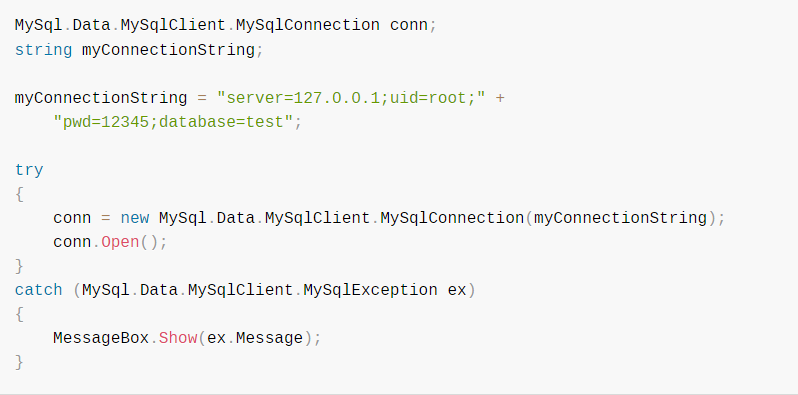 MySql.Data.MySqlClient.MySqlConnection conn;
string myConnectionString;

myConnectionString = "server=127.0.0.1;uid=root;" +
    "pwd=12345;database=test";

try
{
    conn = new MySql.Data.MySqlClient.MySqlConnection(myConnectionString);
    conn.Open();
}
catch (MySql.Data.MySqlClient.MySqlException ex)
{
    MessageBox.Show(ex.Message);
}